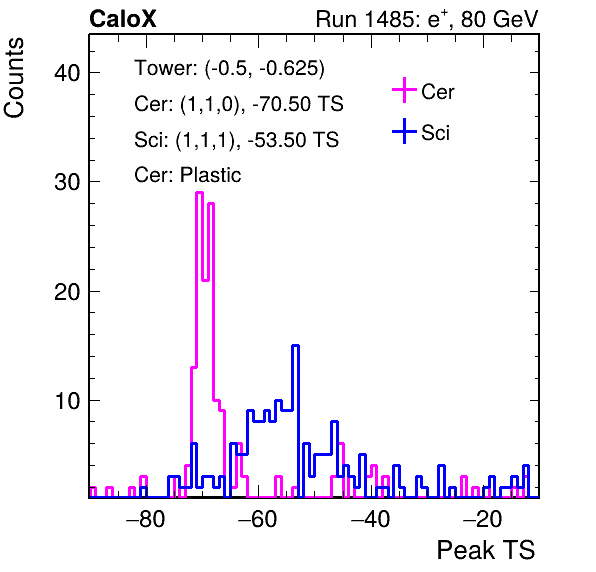 CaloX Run 1485: e⁺, 80 GeV
Counts
Tower: (-0.5, -0.625)
Cer: (1,1,0), -70.50 TS
Sci: (1,1,1), -53.50 TS
Cer: Plastic
Cer
Sci
40
30
20
10
−80 −60 −40 −20
Peak TS